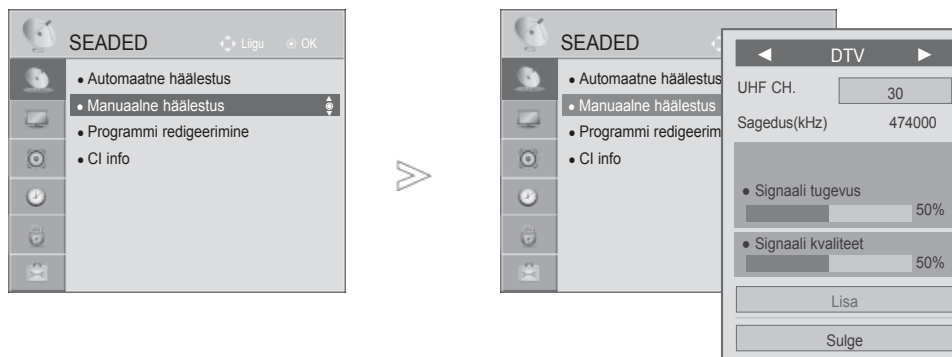 SEADED Liigu OK
● Automaatne häälestus
● Manuaalne häälestus
● Programmi redigeerimine
● CI info
SEADED
● Automaatne häälestus
● Manuaalne häälestus
● Programmi redigeerim
● CI info
◄ DTV ►
UHF CH. 30
Sagedus(kHz) 474000
● Signaali tugevus
50%
● Signaali kvaliteet
50%
Lisa
Sulge